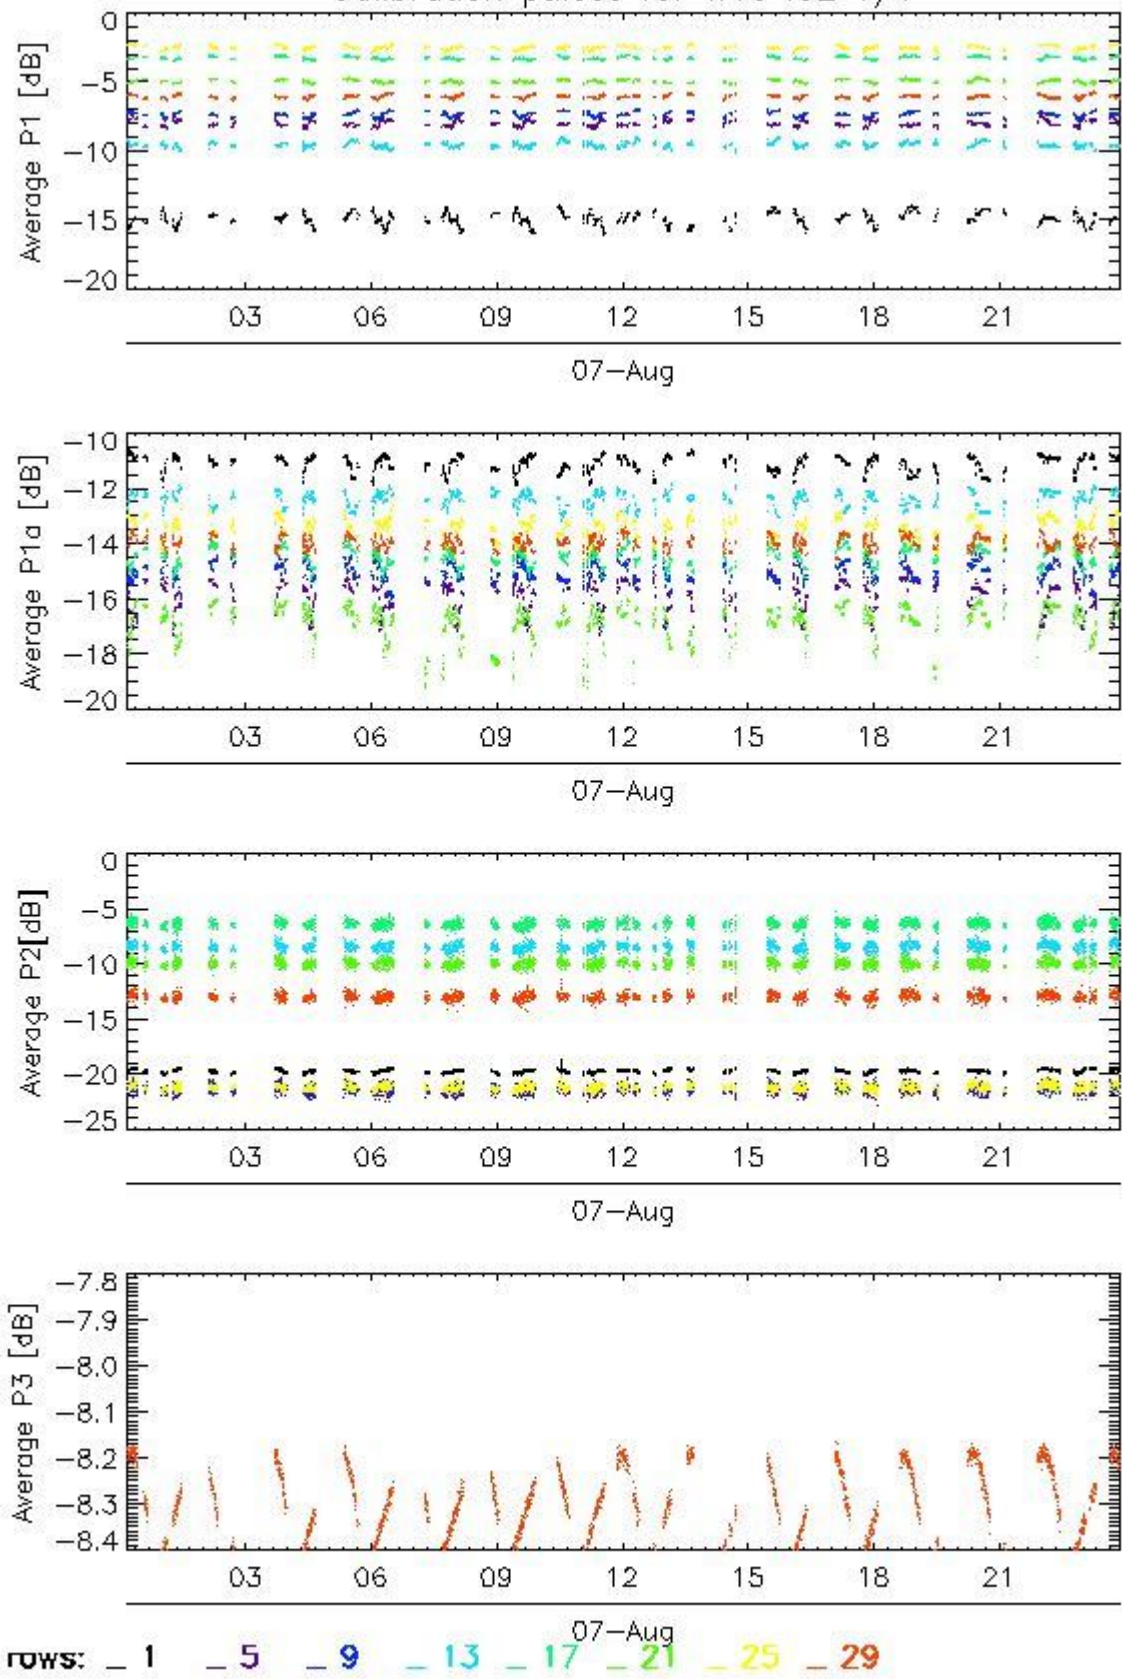 Average P1 [dB]
0
−5
−10
−15
−20
03 06 09 12 15 18 21
07−Aug
Average P1a [dB]
−10
−12
−14
−16
−18
−20
03 06 09 12 15 18 21
07−Aug
Average P2[dB]
0
−5
−10
−15
−20
−25
03 06 09 12 15 18 21
07−Aug
Average P3 [dB]
−7.8
−7.9
−8.0
−8.1
−8.2
−8.3
−8.4
03 06 09 12 15 18 21
07−Aug
rows: _ 1 _ 5 _ 9 _ 13 _ 17 _ 21 _ 25 _ 29